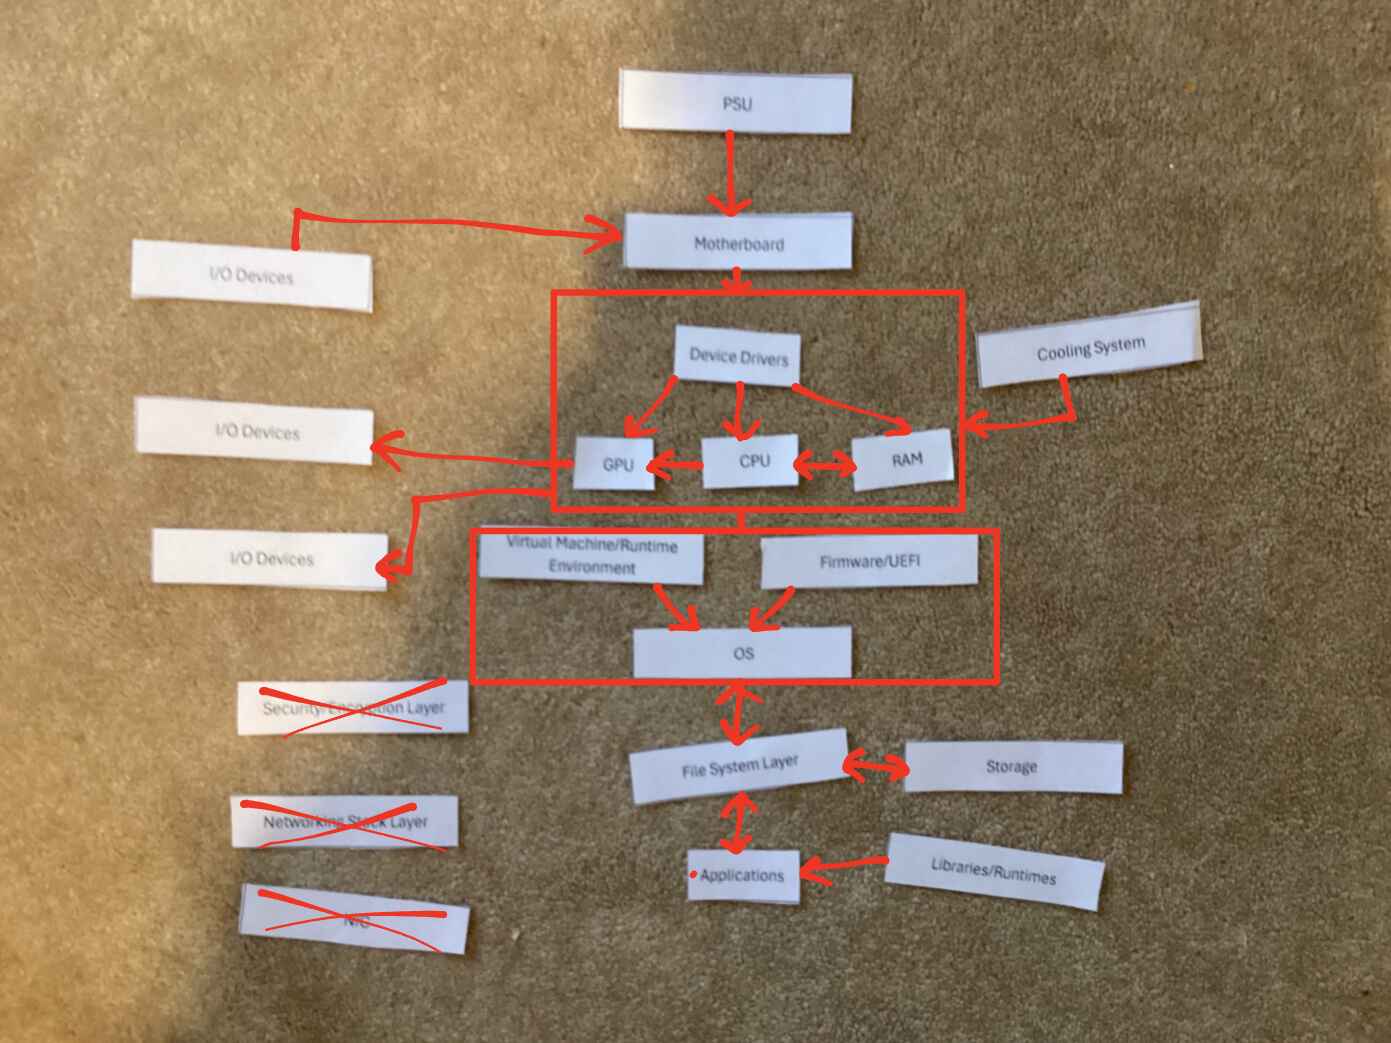 PSU
Motherboard
I/O Devices
Device Drivers
Cooling System
I/O Devices
GPU
CPU
RAM
I/O Devices
Virtual Machine/Runtime
Environment
Firmware/UEFI
OS
Security/Encryption Layer
File System Layer
Storage
Networking Stack Layer
Applications
Libraries/Runtimes
NIC